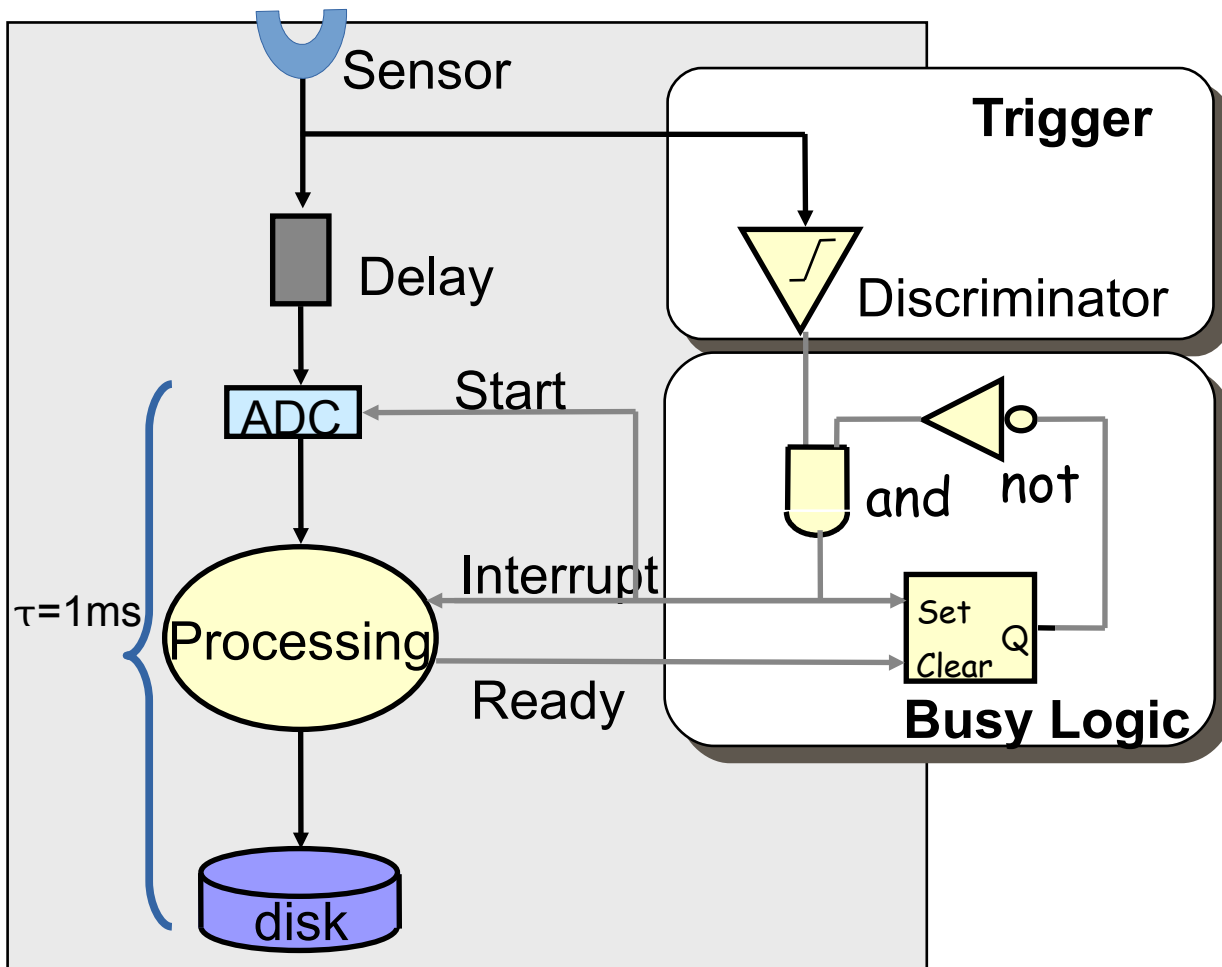 Sensor
Trigger
Delay
Discriminator
Start
ADC
and
not
Interrupt
τ=1ms
Processing
Set
Q
Clear
Ready
Busy Logic
disk